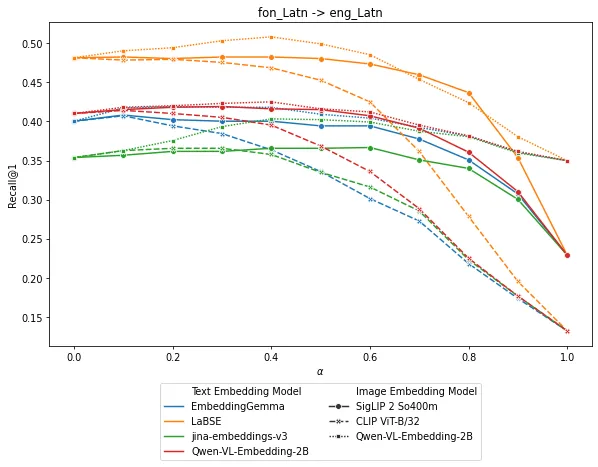 fon_Latn -> eng_Latn
Recall@1
0.50
0.45
0.40
0.35
0.30
0.25
0.20
0.15
0.0
0.2
0.4
0.6
0.8
1.0
α
Text Embedding Model
EmbeddingGemma
LaBSE
jina-embeddings-v3
Qwen-VL-Embedding-2B
Image Embedding Model
SigLIP 2 So400m
CLIP ViT-B/32
Qwen-VL-Embedding-2B